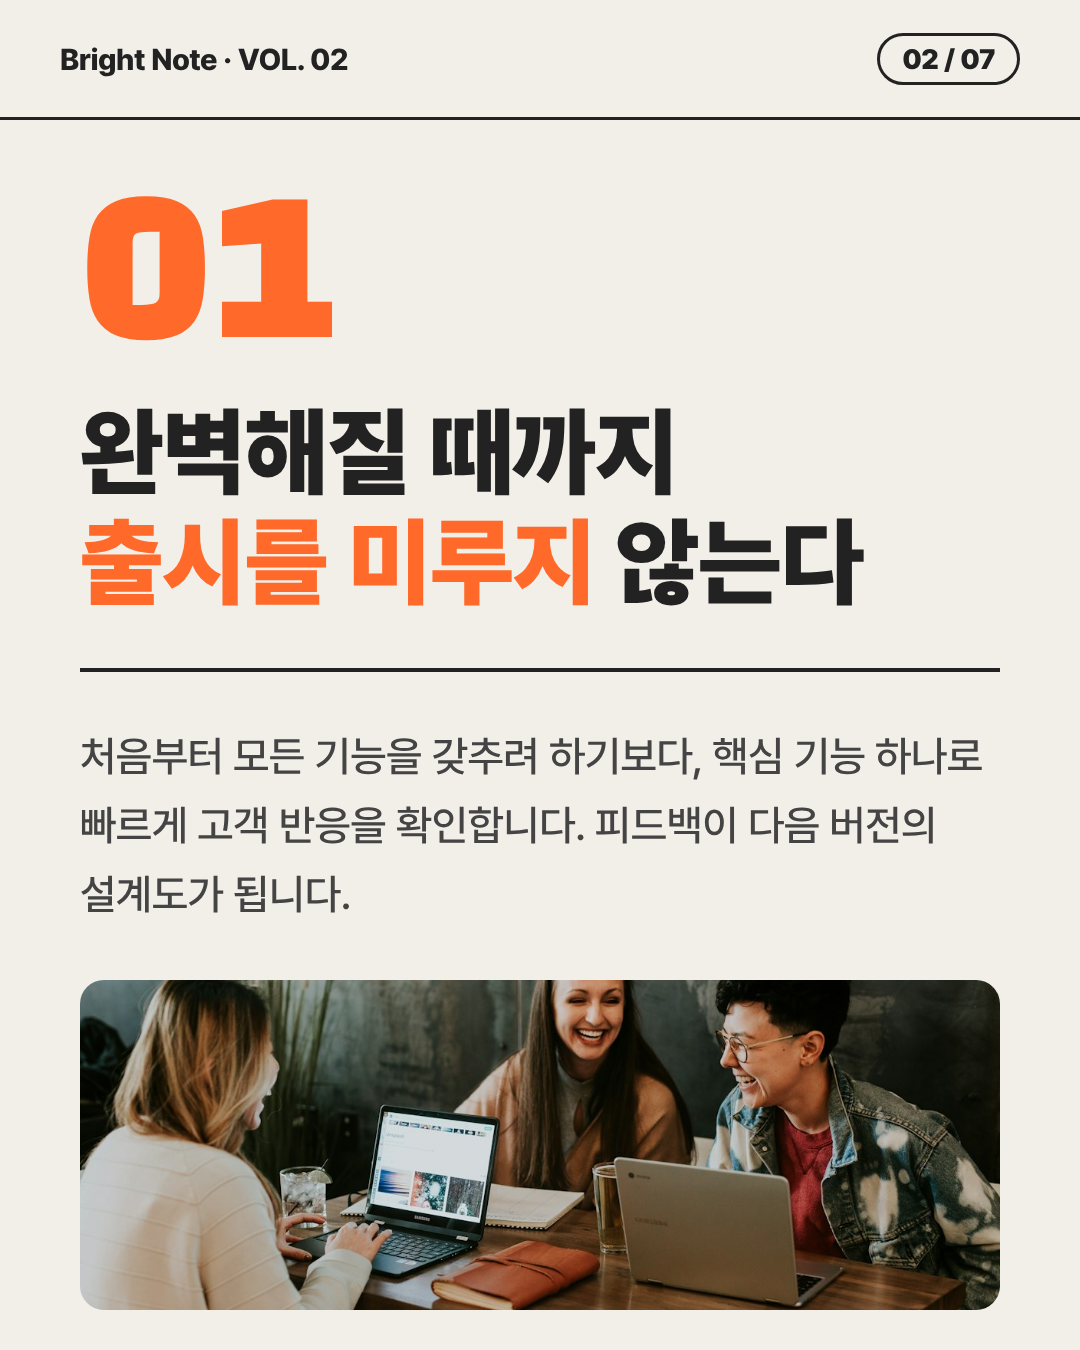 Bright Note · VOL. 02
02 / 07
01
완벽해질 때까지
출시를 미루지 않는다
처음부터 모든 기능을 갖추려 하기보다, 핵심 기능 하나로
빠르게 고객 반응을 확인합니다. 피드백이 다음 버전의
설계도가 됩니다.